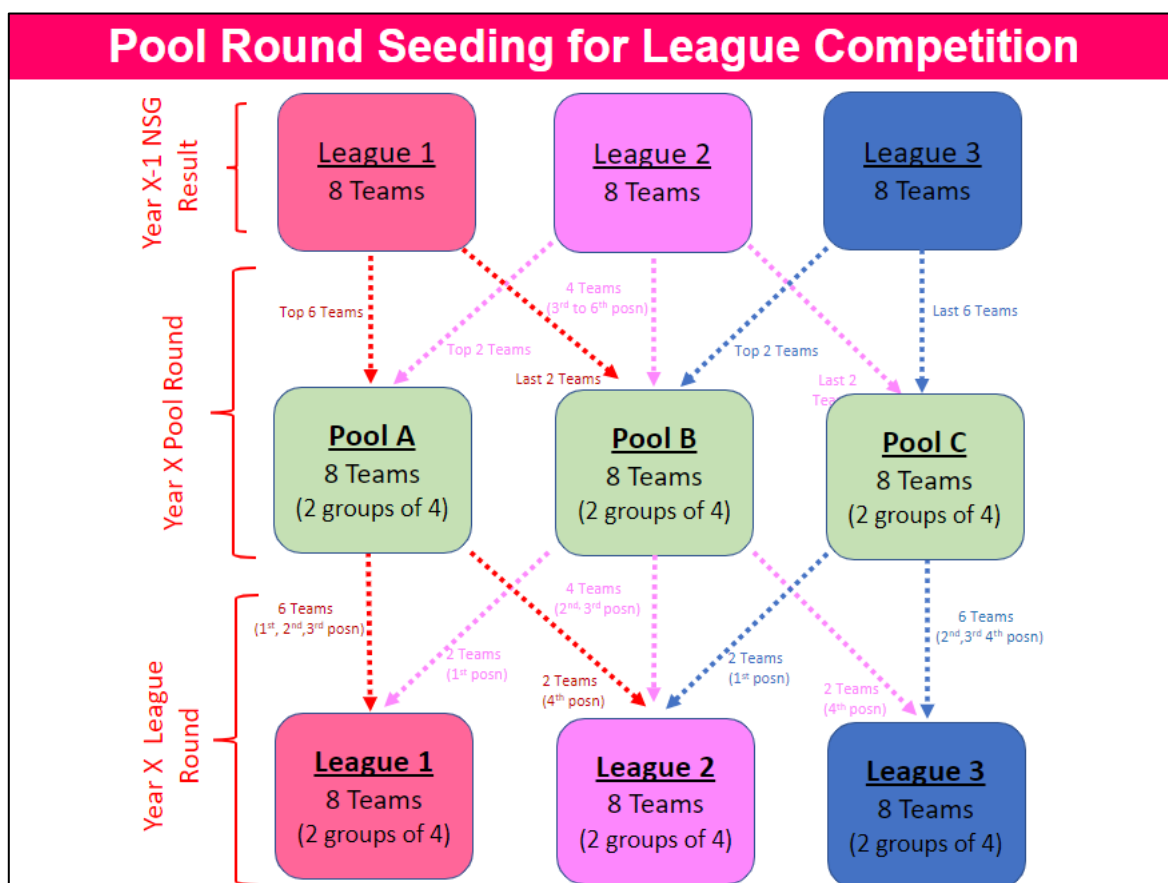 Pool Round Seeding for League Competition
Year X-1 NSG
Result
League 1
8 Teams
League 2
8 Teams
League 3
8 Teams
Top 6 Teams
4 Teams
(3rd to 6th posn)
Last 6 Teams
Top 2 Teams
Top 2 Teams
Last 2 Teams
Last 2
Year X Pool Round
Pool A
8 Teams
(2 groups of 4)
Pool B
8 Teams
(2 groups of 4)
Pool C
8 Teams
(2 groups of 4)
6 Teams
(1st, 2nd,3rd posn)
4 Teams
(2nd, 3rd posn)
6 Teams
(2nd,3rd 4th posn)
2 Teams
(1st posn)
2 Teams
(4th posn)
2 Teams
(1st posn)
2 Teams
(4th posn)
Year X League
Round
League 1
8 Teams
(2 groups of 4)
League 2
8 Teams
(2 groups of 4)
League 3
8 Teams
(2 groups of 4)